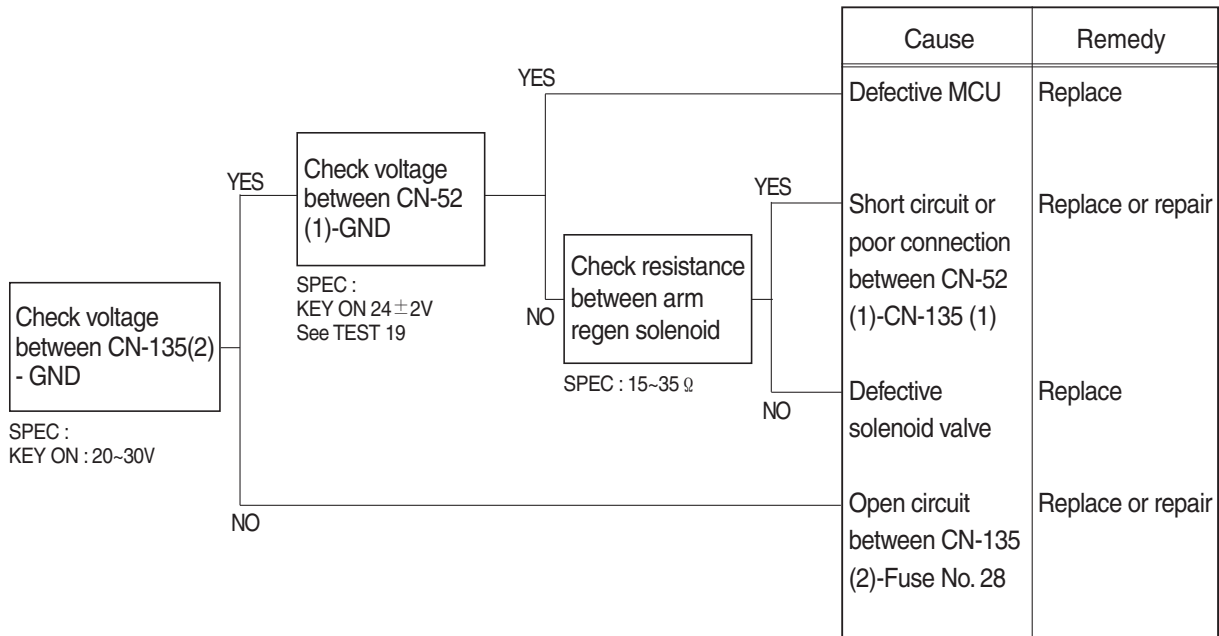 Cause
Remedy
YES
Defective MCU
Replace
Check voltage
between CN-52
(1)-GND
YES
YES
Short circuit or
Replace or repair
poor connection
between CN-52
(1)-CN-135 (1)
Check resistance
between arm
regen solenoid
SPEC :
KEY ON 24±2V
See TEST 19
NO
Check voltage
between CN-135(2)
- GND
SPEC : 15~35 Ω
NO
Defective
Replace
solenoid valve
SPEC :
KEY ON : 20~30V
NO
Open circuit
Replace or repair
between CN-135
(2)-Fuse No. 28